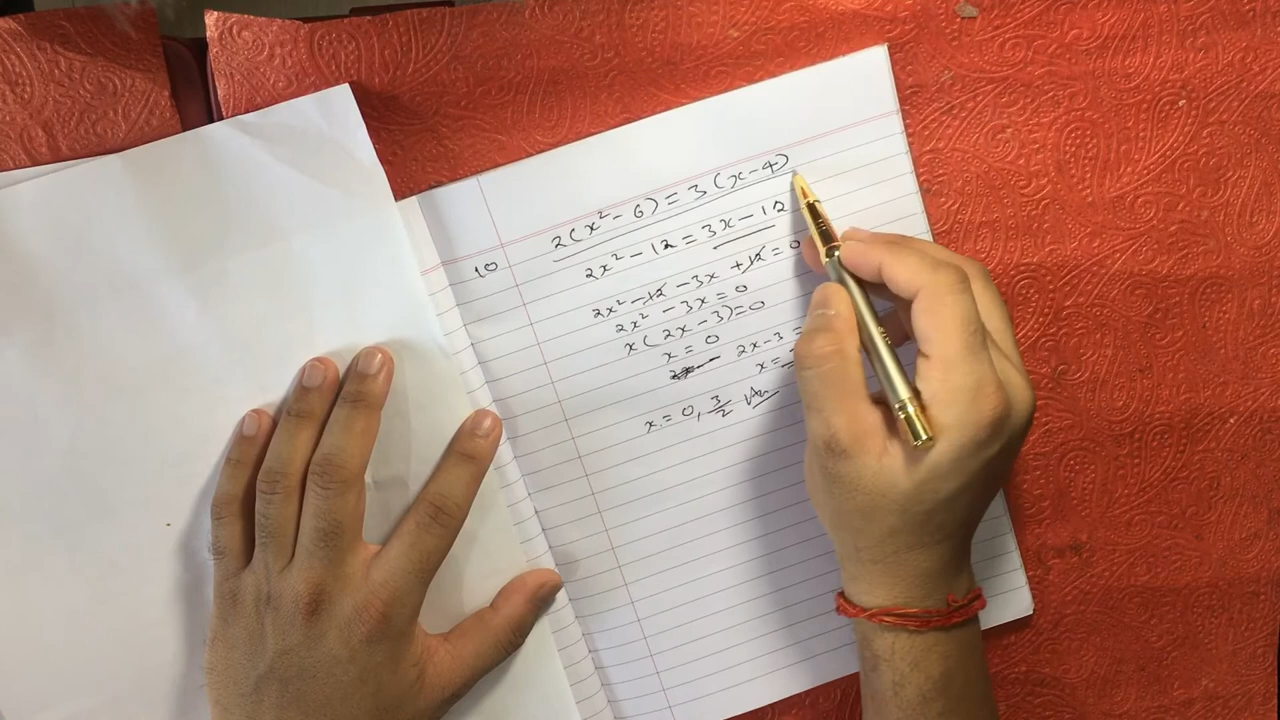 2(x² - 6) = 3(x - 4)
10
2x² - 12 = 3x - 12
2x² - 12 - 3x + 12 = 0
2x² - 3x = 0
x(2x - 3) = 0
x = 0 2x - 3 =
x =
x = 0, 3/2 An